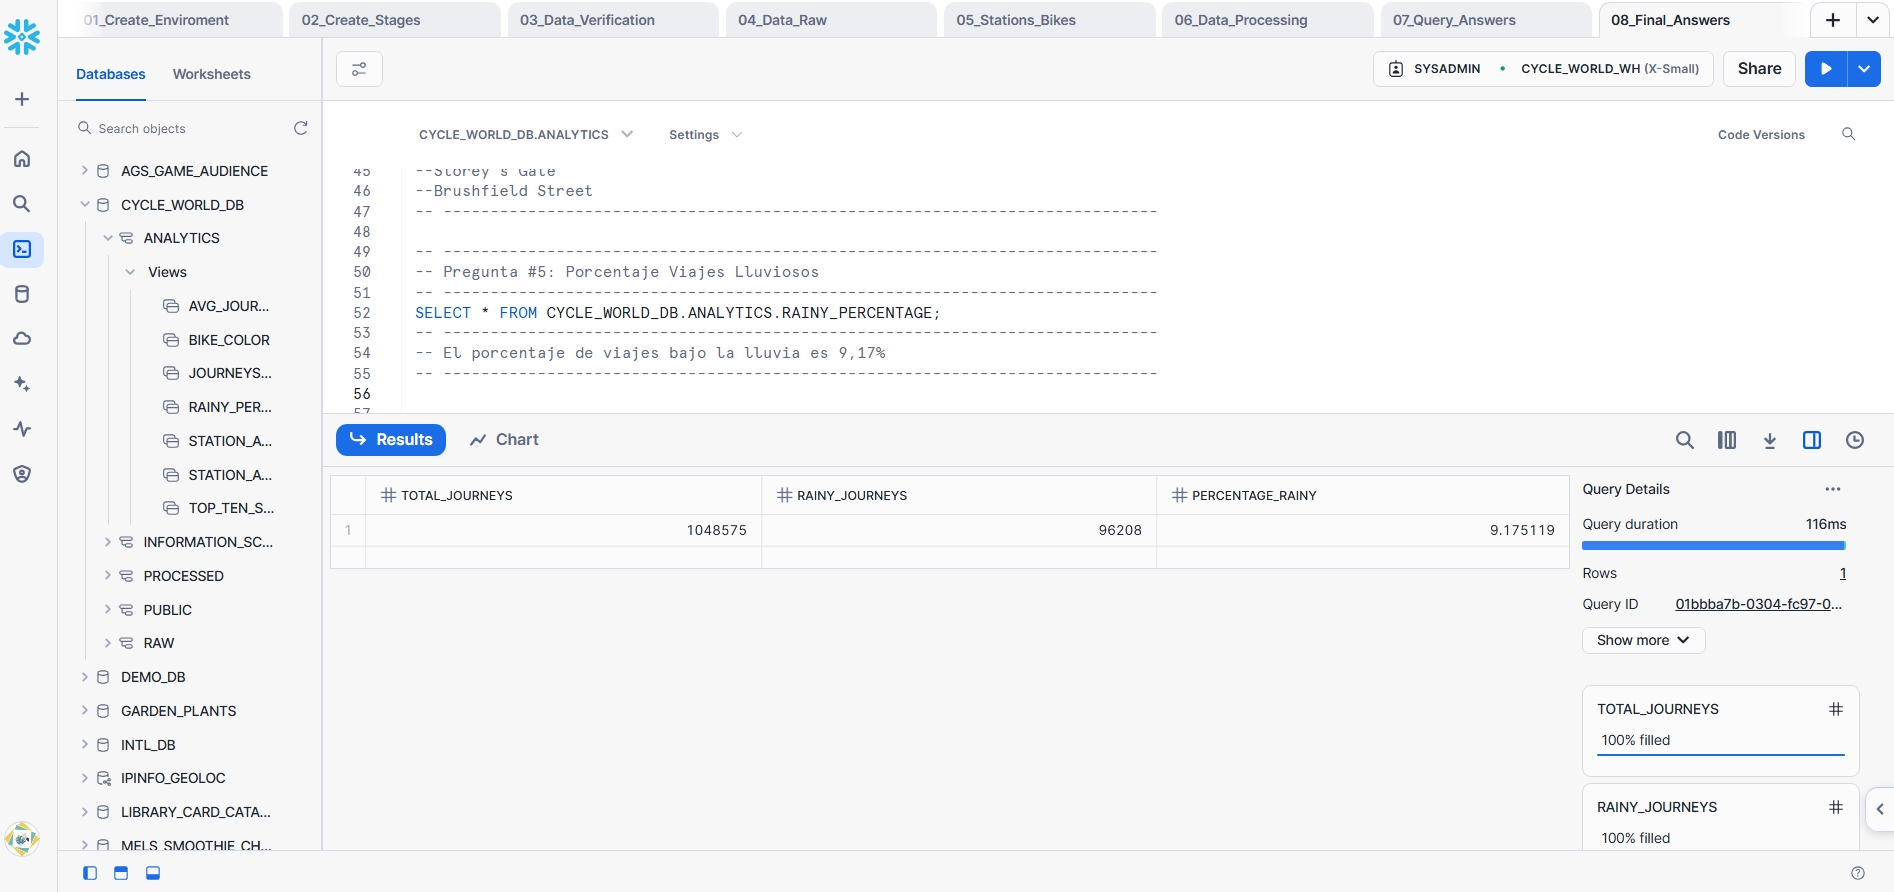 01_Create_Enviroment
02_Create_Stages
03_Data_Verification
04_Data_Raw
05_Stations_Bikes
06_Data_Processing
07_Query_Answers
08_Final_Answers
Databases
Worksheets
SYSADMIN
CYCLE_WORLD_WH (X-Small)
Share
Search objects
AGS_GAME_AUDIENCE
CYCLE_WORLD_DB
ANALYTICS
Views
AVG_JOUR...
BIKE_COLOR
JOURNEYS...
RAINY_PER...
STATION_A...
STATION_A...
TOP_TEN_S...
INFORMATION_SC...
PROCESSED
PUBLIC
RAW
DEMO_DB
GARDEN_PLANTS
INTL_DB
IPINFO_GEOLOC
LIBRARY_CARD_CATA...
MELS_SMOOTHIE_CH...
CYCLE_WORLD_DB.ANALYTICS
Settings
Code Versions
45 --Storey's Gate
46 --Brushfield Street
47 -- ----------------------------------------------------------------------------
48
49 -- ----------------------------------------------------------------------------
50 -- Pregunta #5: Porcentaje Viajes Lluviosos
51 -- ----------------------------------------------------------------------------
52 SELECT * FROM CYCLE_WORLD_DB.ANALYTICS.RAINY_PERCENTAGE;
53 -- ----------------------------------------------------------------------------
54 -- El porcentaje de viajes bajo la lluvia es 9,17%
55 -- ----------------------------------------------------------------------------
56
57
Results
Chart
TOTAL_JOURNEYS RAINY_JOURNEYS PERCENTAGE_RAINY
1 1048575 96208 9.175119
Query Details
...
Query duration 116ms
Rows 1
Query ID 01bbba7b-0304-fc97-0...
Show more
TOTAL_JOURNEYS #
100% filled
RAINY_JOURNEYS #
100% filled